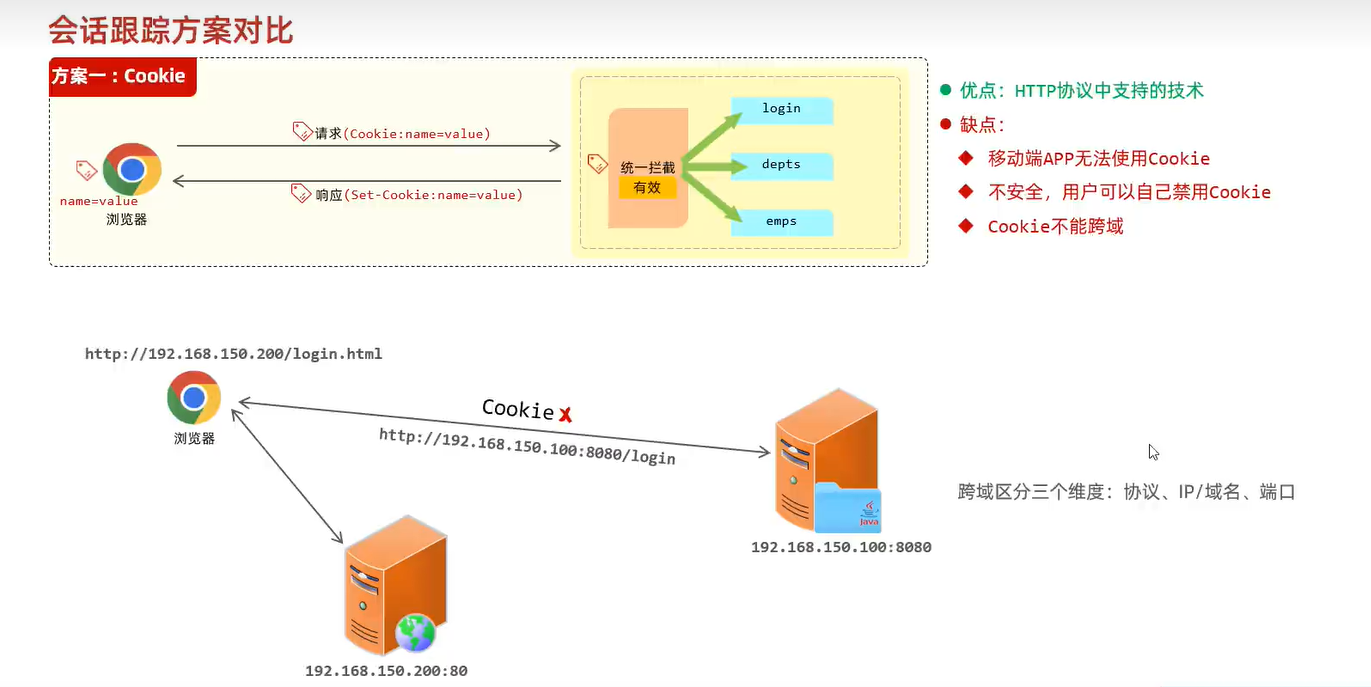 会话跟踪方案对比
方案一：Cookie
请求(Cookie:name=value)
响应(Set-Cookie:name=value)
name=value
浏览器
统一拦截
有效
login
depts
emps
优点：HTTP协议中支持的技术
缺点：
移动端APP无法使用Cookie
不安全，用户可以自己禁用Cookie
Cookie不能跨域
http://192.168.150.200/login.html
浏览器
Cookie
http://192.168.150.100:8080/login
Java
192.168.150.100:8080
192.168.150.200:80
跨域区分三个维度：协议、IP/域名、端口